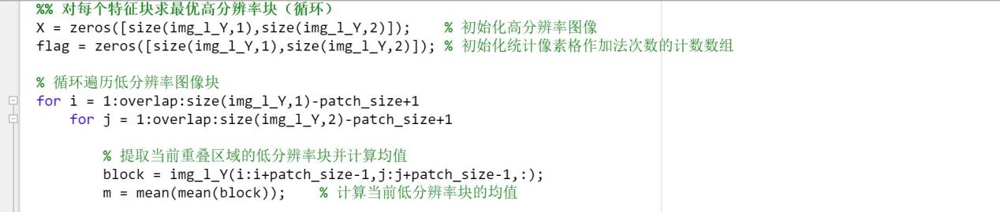 %% 对每个特征块求最优高分辨率块（循环）
X = zeros([size(img_l_Y,1),size(img_l_Y,2)]);    % 初始化高分辨率图像
flag = zeros([size(img_l_Y,1),size(img_l_Y,2)]); % 初始化统计像素格作加法次数的计数数组
% 循环遍历低分辨率图像块
for i = 1:overlap:size(img_l_Y,1)-patch_size+1
    for j = 1:overlap:size(img_l_Y,2)-patch_size+1
        % 提取当前重叠区域的低分辨率块并计算均值
        block = img_l_Y(i:i+patch_size-1,j:j+patch_size-1,:);
        m = mean(mean(block));    % 计算当前低分辨率块的均值